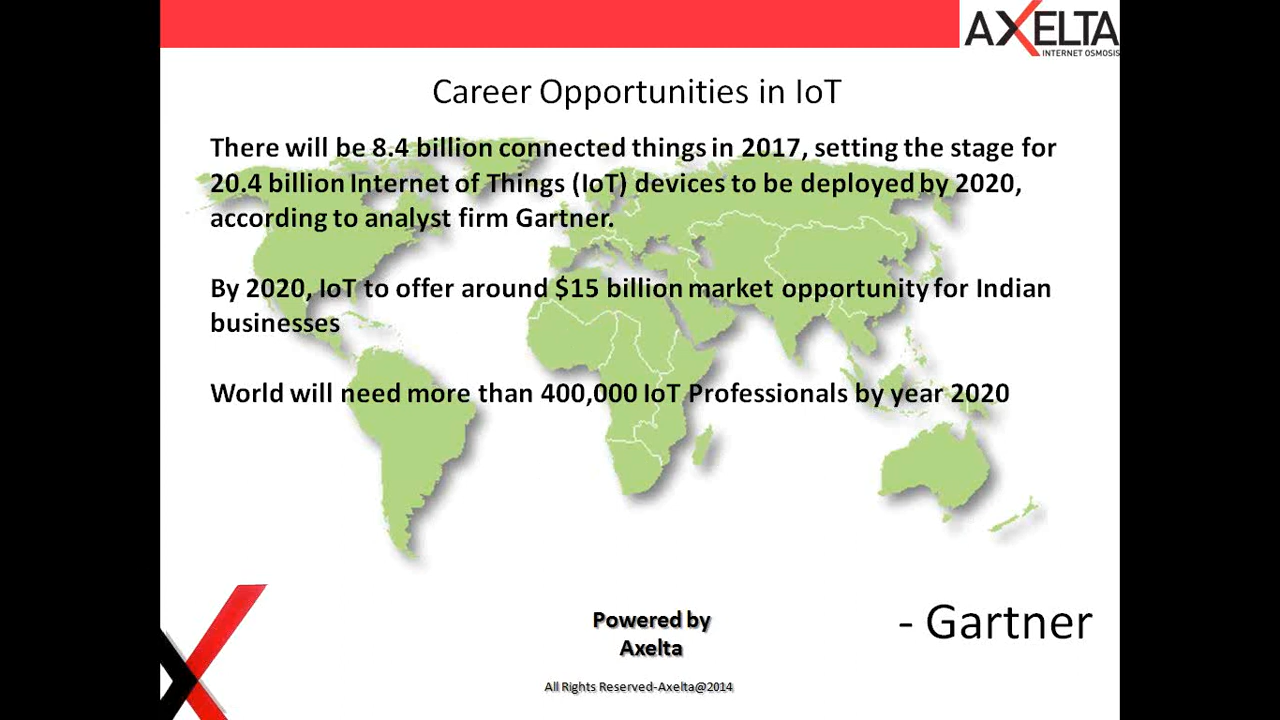 AXELTA
INTERNET OSMOSIS
Career Opportunities in IoT
There will be 8.4 billion connected things in 2017, setting the stage for
20.4 billion Internet of Things (IoT) devices to be deployed by 2020,
according to analyst firm Gartner.
By 2020, IoT to offer around $15 billion market opportunity for Indian
businesses
World will need more than 400,000 IoT Professionals by year 2020
- Gartner
Powered by
Axelta
All Rights Reserved-Axelta@2014